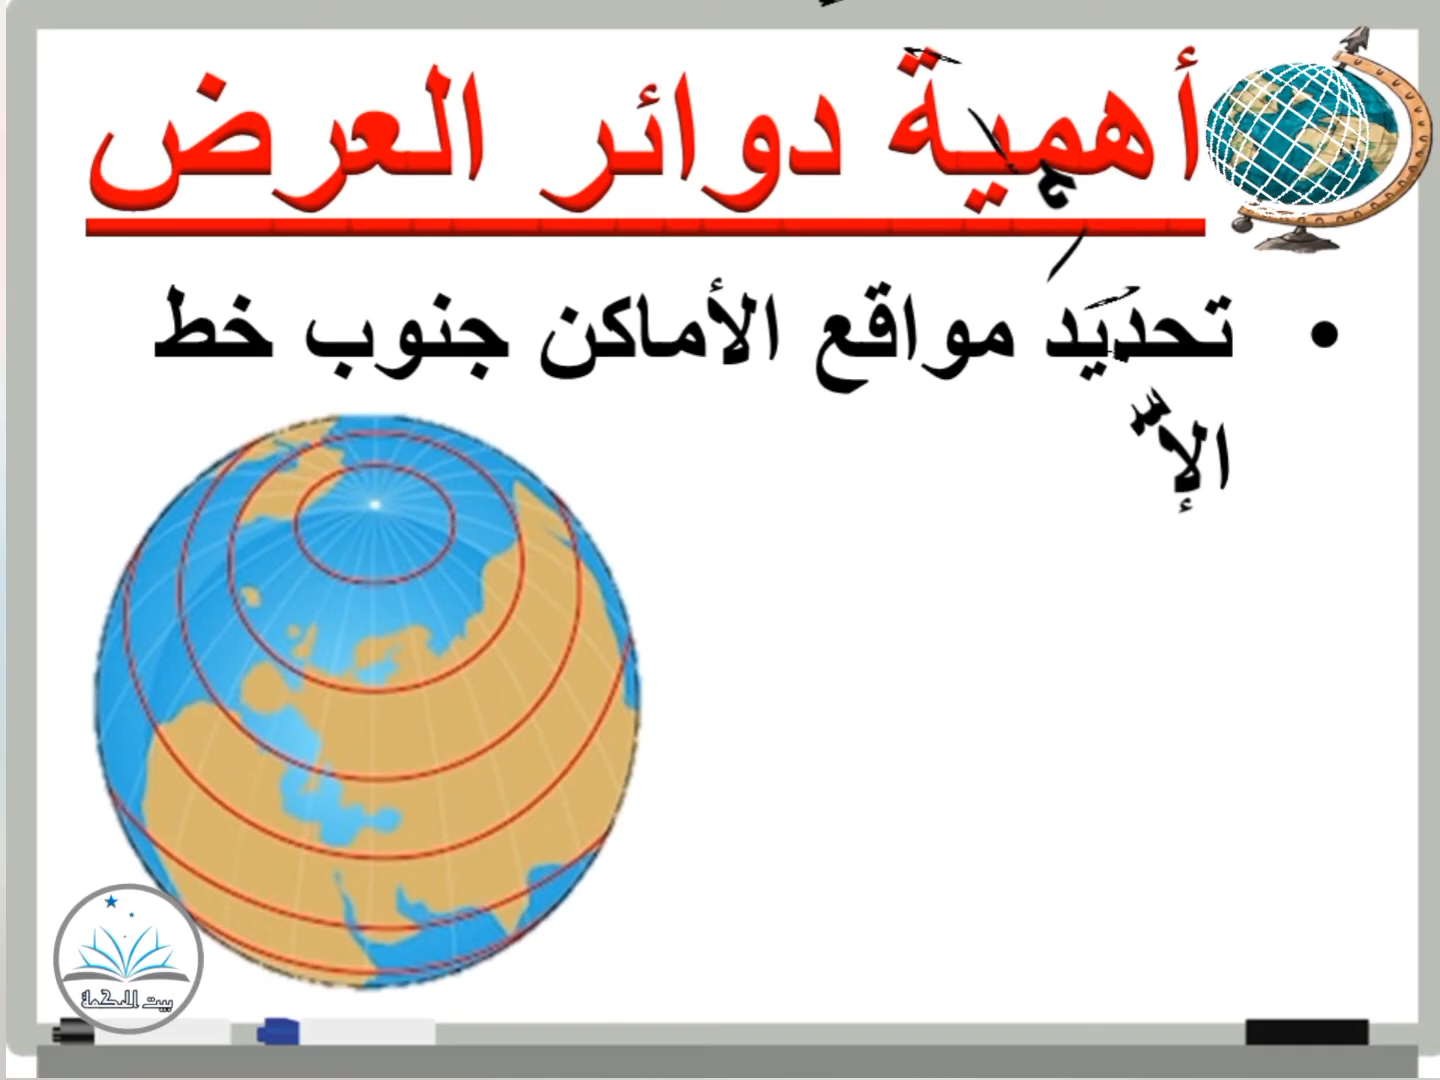 أهمية دوائر العرض
تحديد مواقع الأماكن جنوب خط
الإ
بيت الحكمة